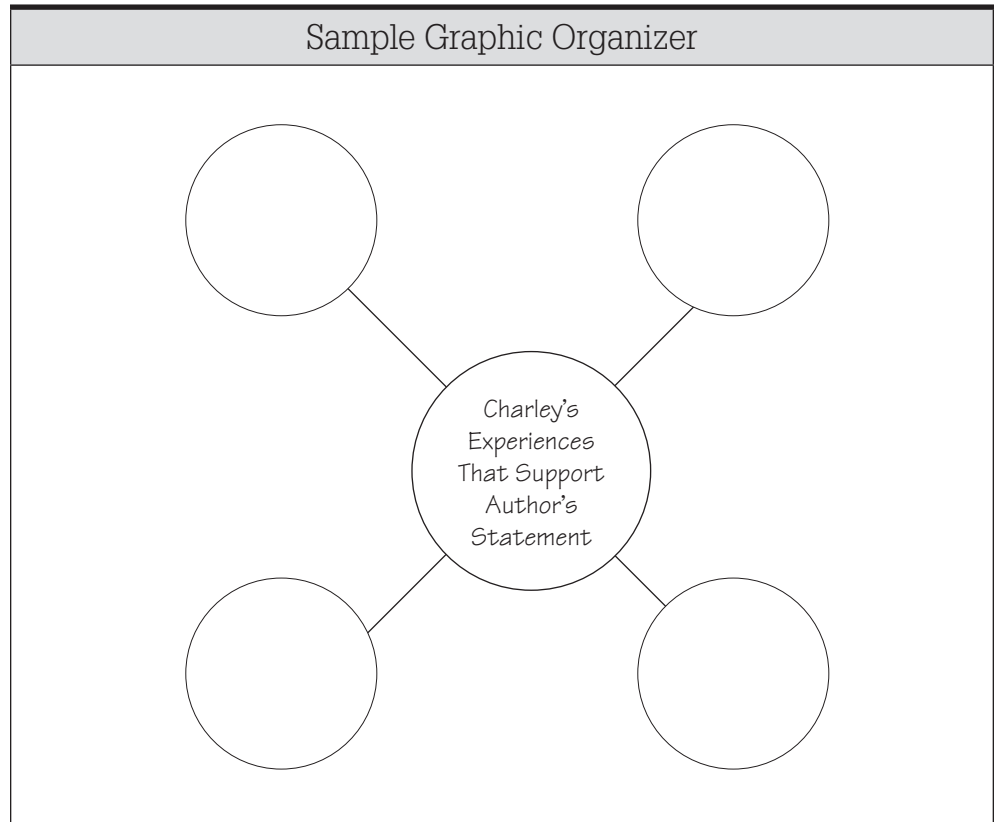 Sample Graphic Organizer
Charley's
Experiences
That Support
Author's
Statement